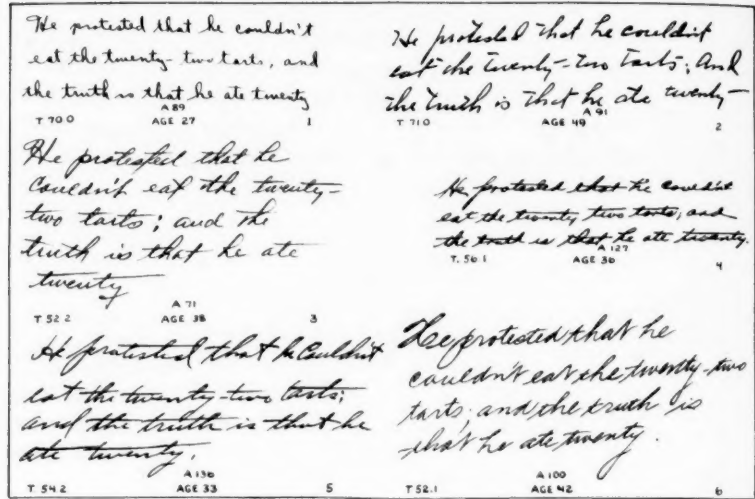 He protested that he couldn't
eat the twenty-two tarts, and
the truth is that he ate twenty
A 89
T 70.0 AGE 27 1
He protested that he couldn't
eat the twenty-two tarts; and
the truth is that he ate twenty-
A 91
T 71.0 AGE 49 2
He protested that he
couldn't eat the twenty-
two tarts; and the
truth is that he ate
twenty
A 71
T 52.2 AGE 38 3
He protested that he couldn't
eat the twenty two tarts; and
the truth is that he ate twenty.
A 127
T. 56.1 AGE 36 4
He protested that he couldn't
eat the twenty-two tarts;
and the truth is that he
ate twenty.
A 136
T 54.2 AGE 33 5
He protested that he
couldn't eat the twenty-two
tarts; and the truth is
that he ate twenty.
A 100
T 52.1 AGE 42 6